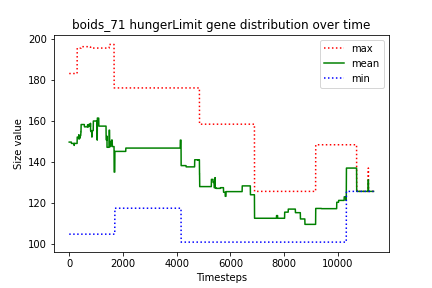 boids_71 hungerLimit gene distribution over time
max
mean
min
Size value
200
180
160
140
120
100
0
2000
4000
6000
8000
10000
Timesteps